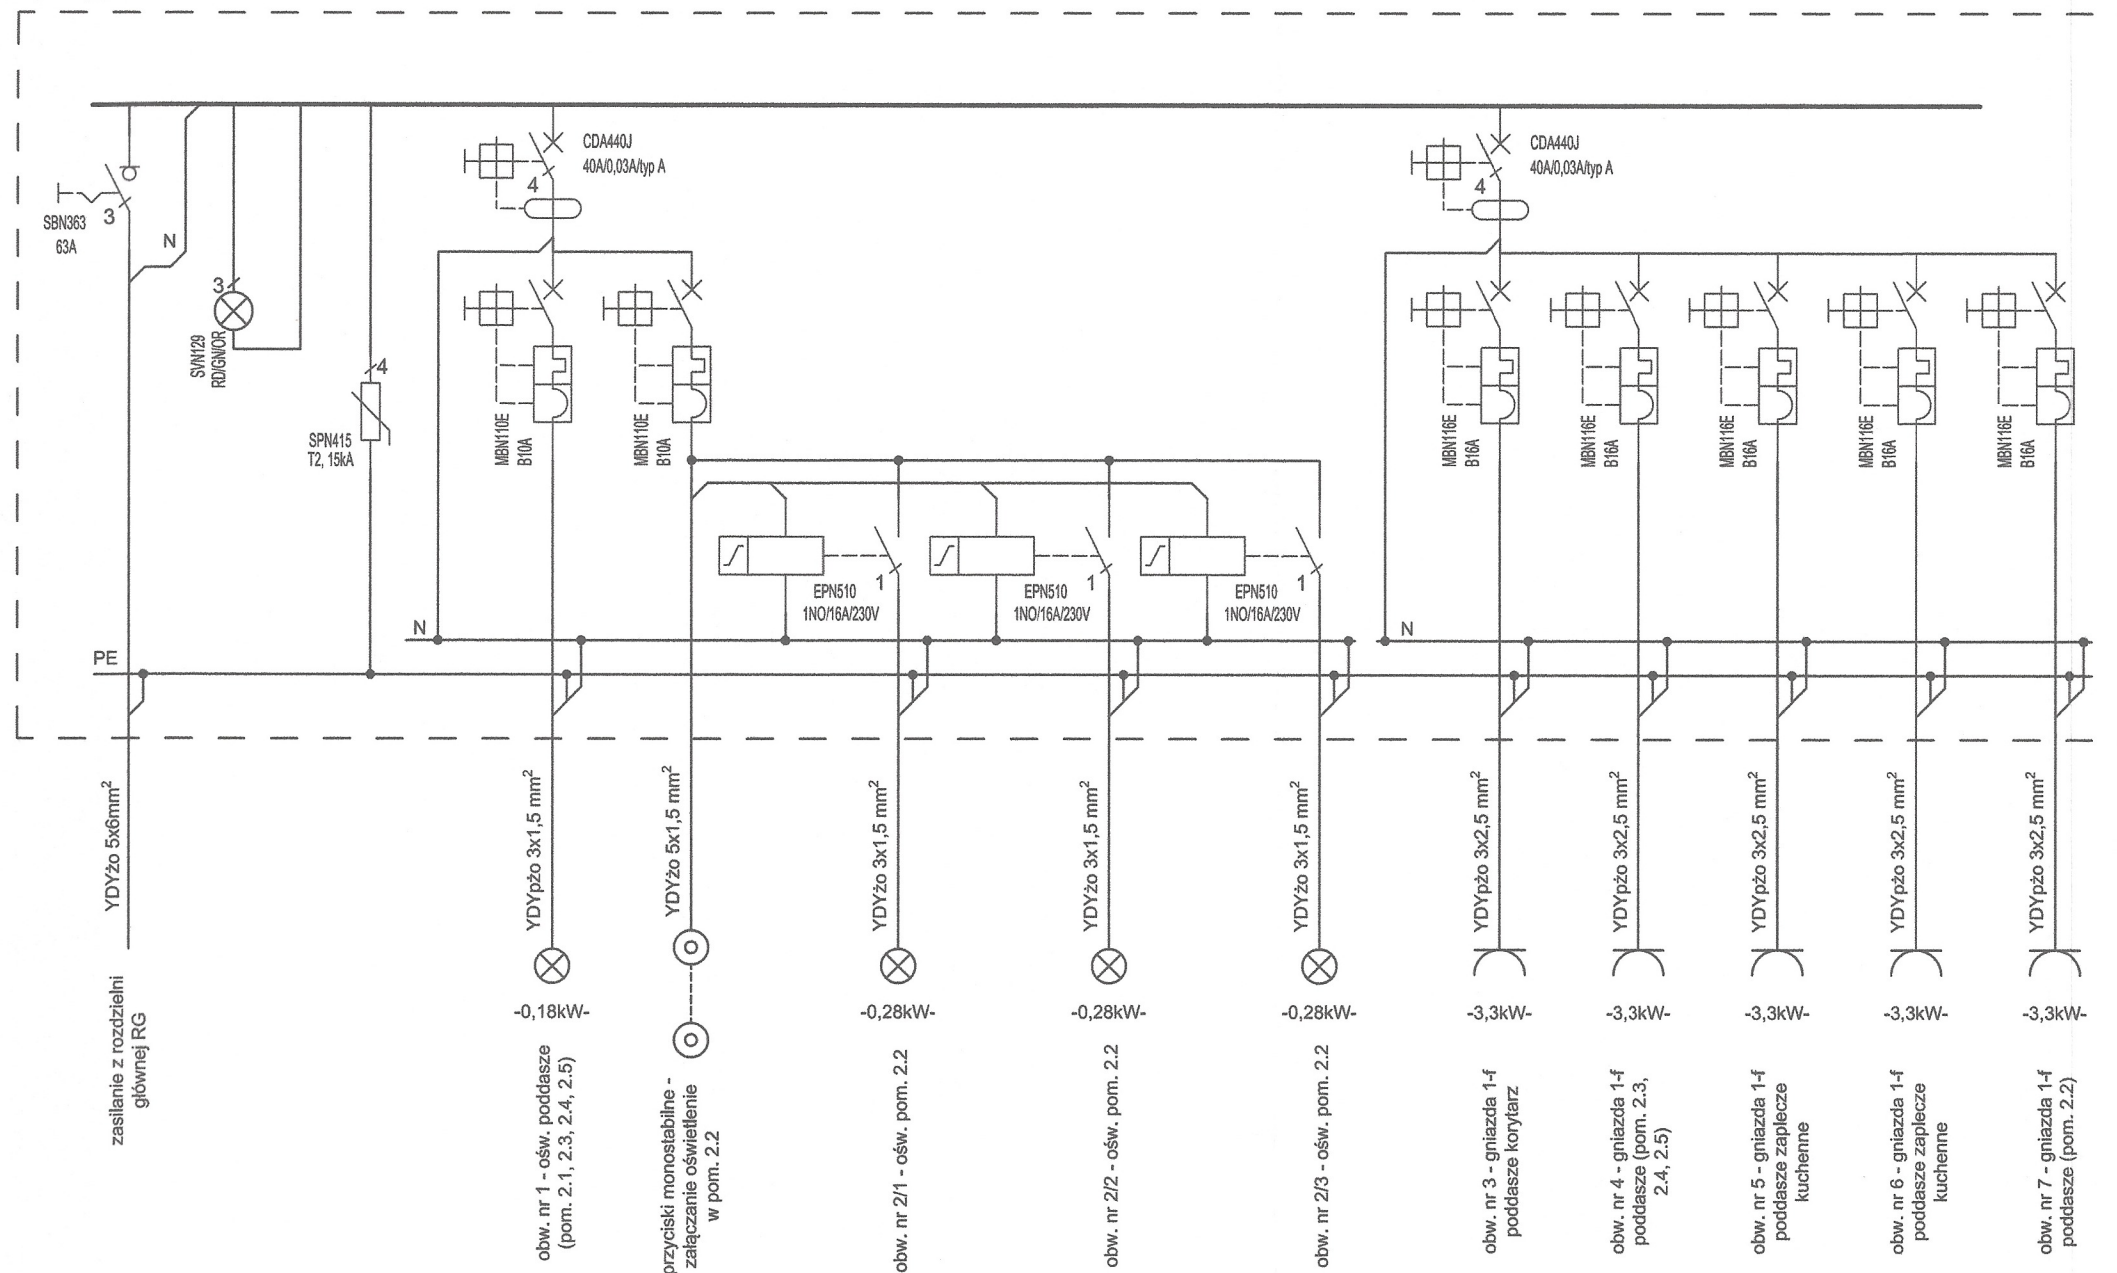 CDA440J
40A/0,03A/typ A
4
CDA440J
40A/0,03A/typ A
4
SBN363
63A
3
N
3
SVN129
RD/GN/OR
4
SPN415
T2, 15kA
MBN110E
B10A
MBN110E
B10A
MBN116E
B16A
MBN116E
B16A
MBN116E
B16A
MBN116E
B16A
MBN116E
B16A
1
EPN510
1NO/16A/230V
1
EPN510
1NO/16A/230V
1
EPN510
1NO/16A/230V
N
N
PE
YDYżo 5x6mm²
YDYpżo 3x1,5 mm²
YDYżo 5x1,5 mm²
YDYżo 3x1,5 mm²
YDYżo 3x1,5 mm²
YDYżo 3x1,5 mm²
YDYpżo 3x2,5 mm²
YDYpżo 3x2,5 mm²
YDYpżo 3x2,5 mm²
YDYpżo 3x2,5 mm²
YDYpżo 3x2,5 mm²
-0,18kW-
-0,28kW-
-0,28kW-
-0,28kW-
-3,3kW-
-3,3kW-
-3,3kW-
-3,3kW-
-3,3kW-
zasilanie z rozdzielni
głównej RG
obw. nr 1 - ośw. poddasze
(pom. 2.1, 2.3, 2.4, 2.5)
przyciski monostabilne -
załączanie oświetlenie
w pom. 2.2
obw. nr 2/1 - ośw. pom. 2.2
obw. nr 2/2 - ośw. pom. 2.2
obw. nr 2/3 - ośw. pom. 2.2
obw. nr 3 - gniazda 1-f
poddasze korytarz
obw. nr 4 - gniazda 1-f
poddasze (pom. 2.3,
2.4, 2.5)
obw. nr 5 - gniazda 1-f
poddasze zaplecze
kuchenne
obw. nr 6 - gniazda 1-f
poddasze zaplecze
kuchenne
obw. nr 7 - gniazda 1-f
poddasze (pom. 2.2)